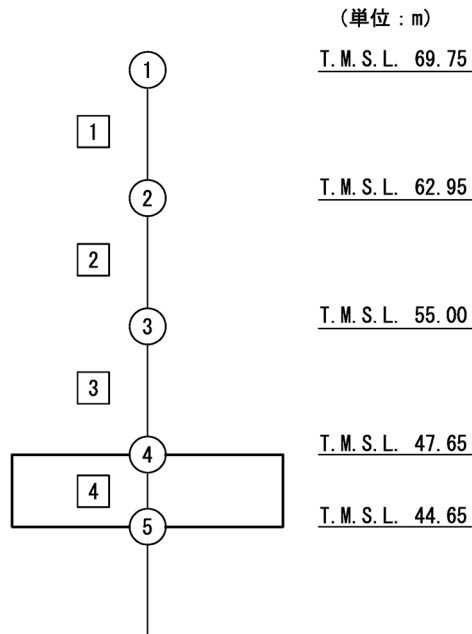 (単位：m)
① T.M.S.L. 69.75
1
② T.M.S.L. 62.95
2
③ T.M.S.L. 55.00
3
④ T.M.S.L. 47.65
4
⑤ T.M.S.L. 44.65